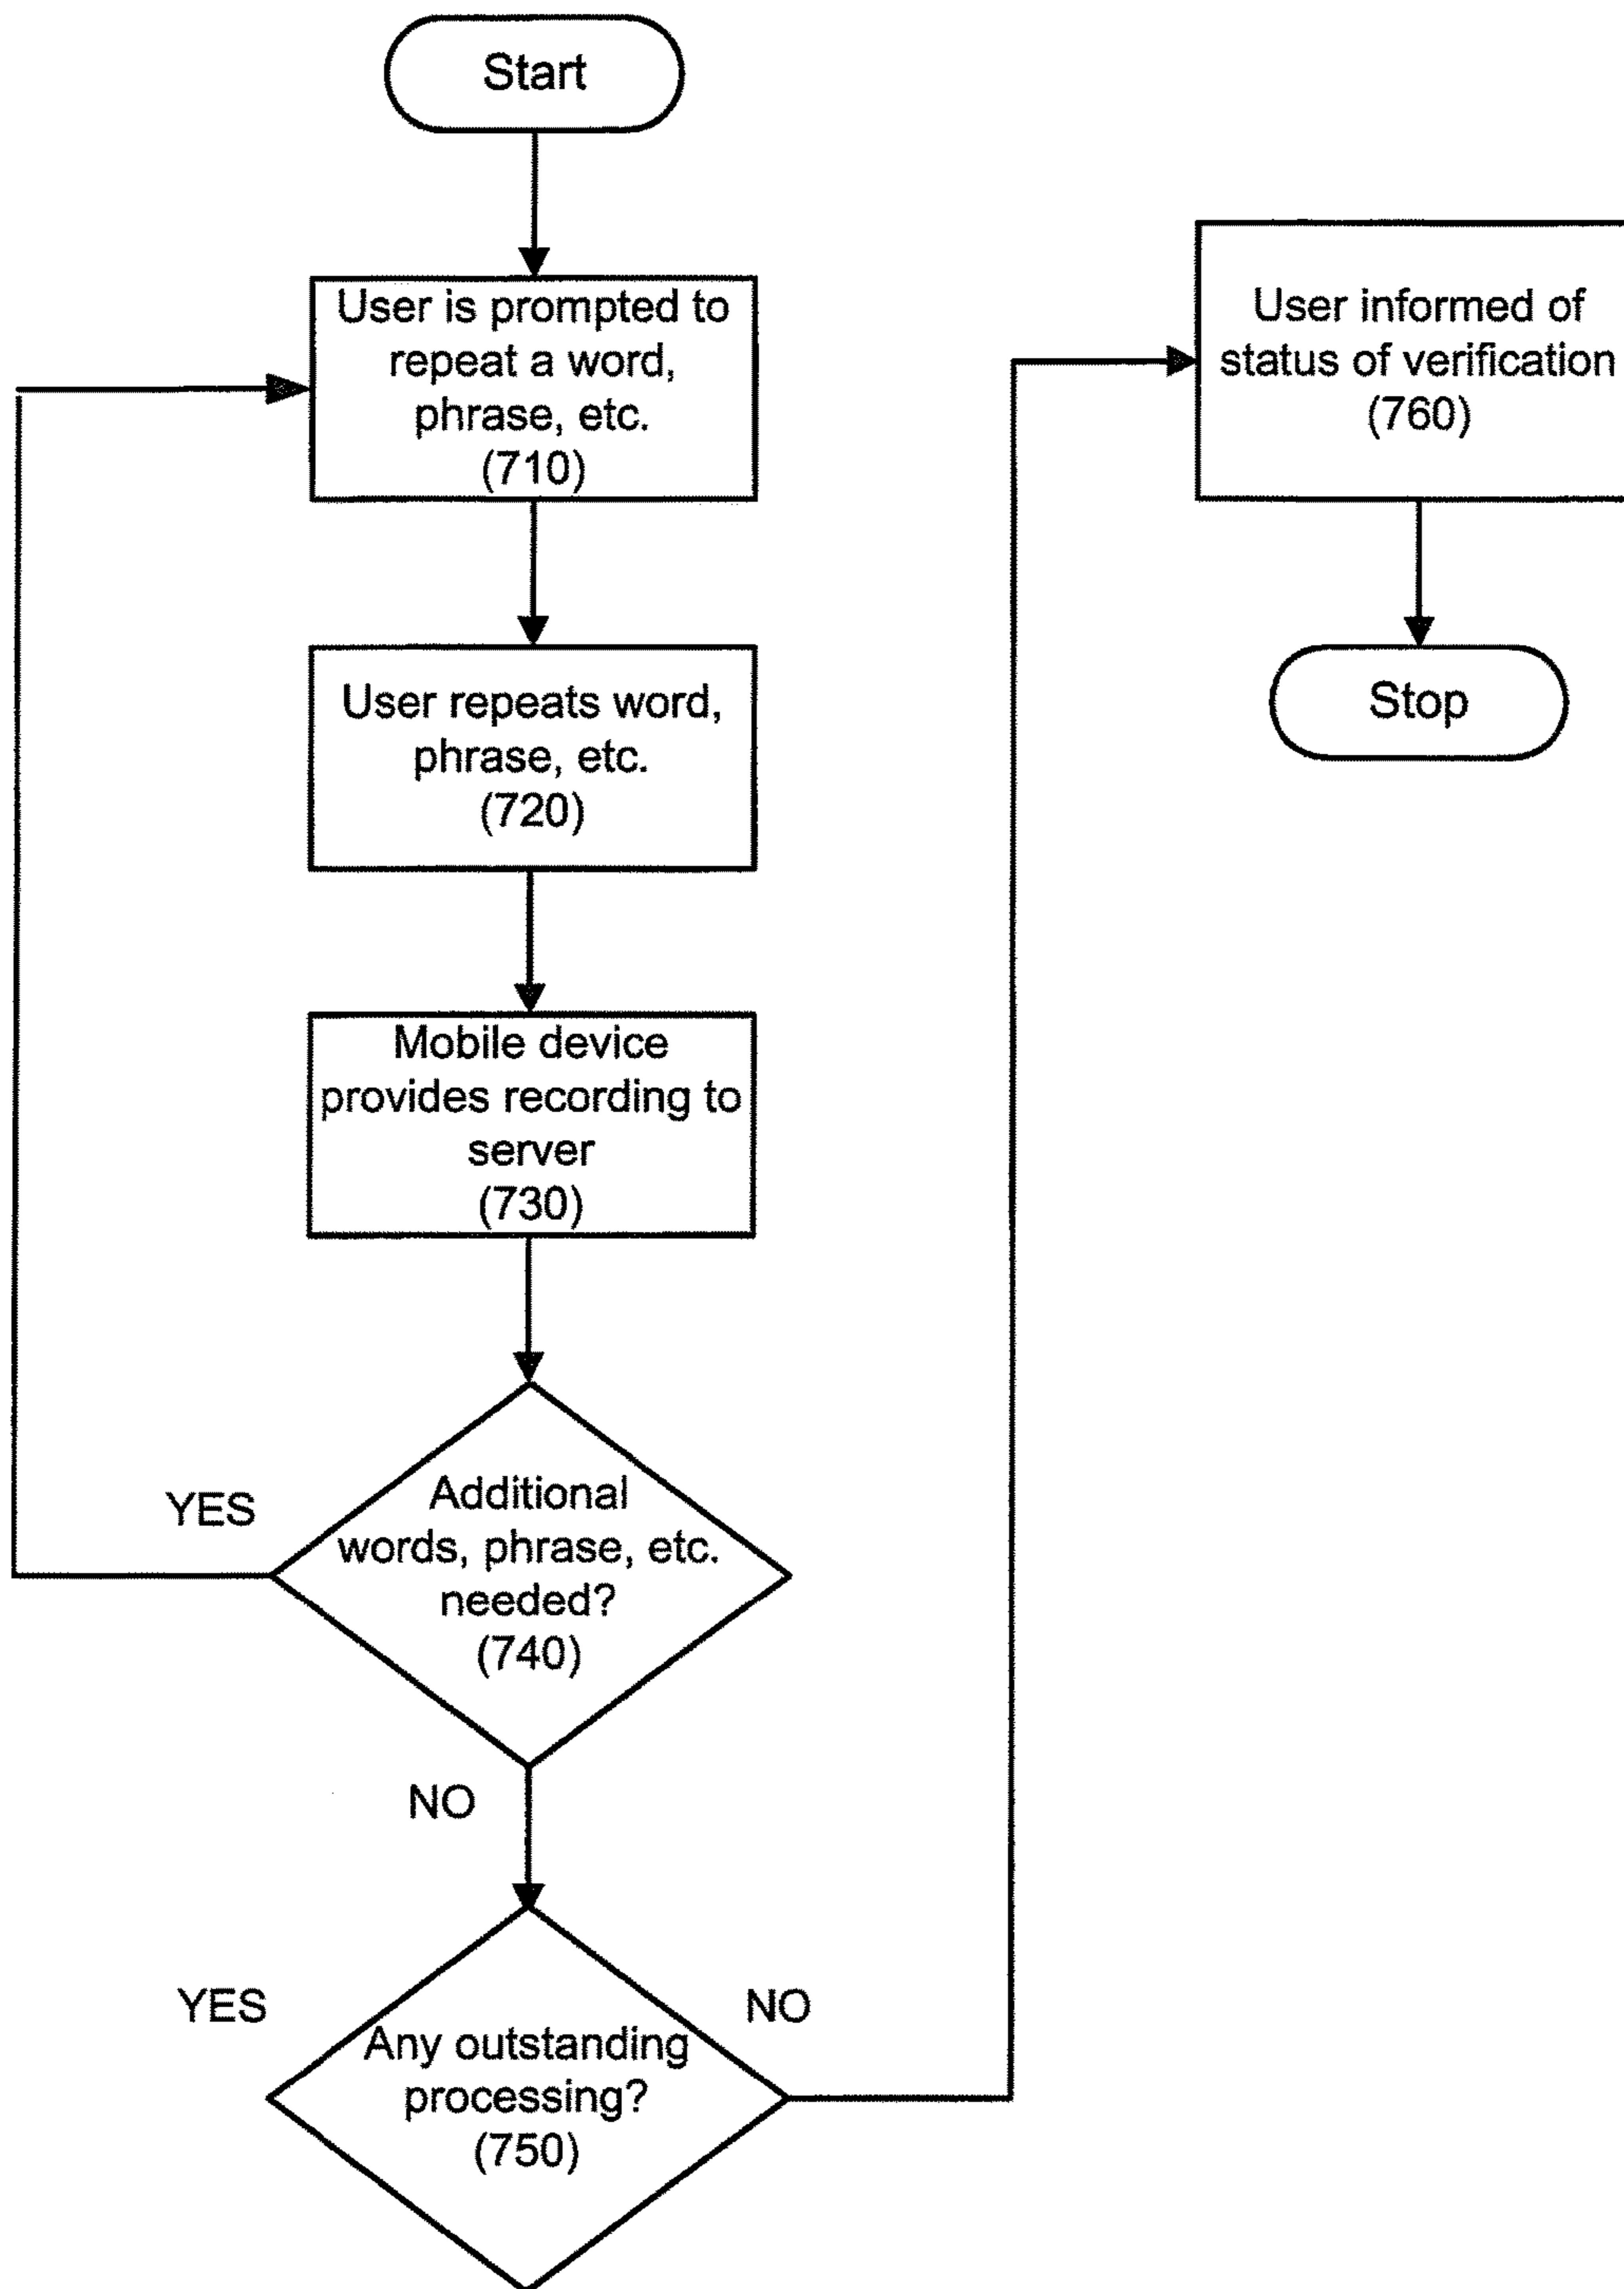 Start
User is prompted to
repeat a word,
phrase, etc.
(710)
User repeats word,
phrase, etc.
(720)
Mobile device
provides recording to
server
(730)
YES
Additional
words, phrase, etc.
needed?
(740)
NO
YES
NO
Any outstanding
processing?
(750)
User informed of
status of verification
(760)
Stop